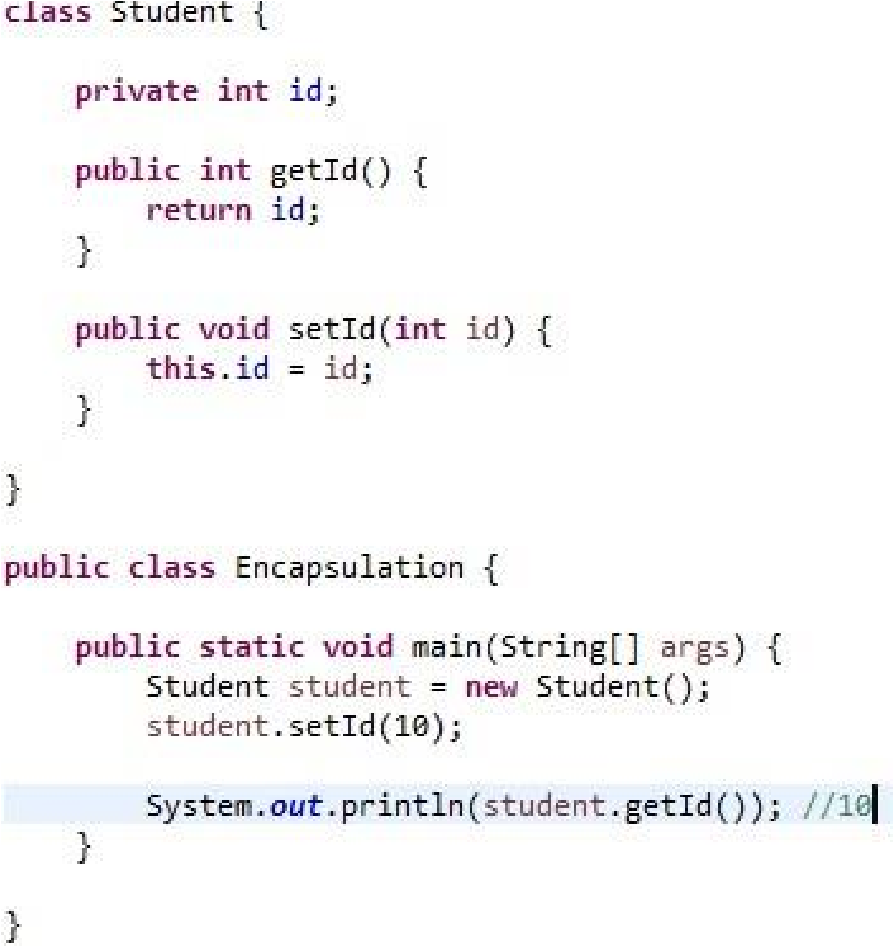 class Student {
private int id;
public int getId() {
return id;
}
public void setId(int id) {
this.id = id;
}
}
public class Encapsulation {
public static void main(String[] args) {
Student student = new Student();
student.setId(10);
System.out.println(student.getId()); //10
}
}